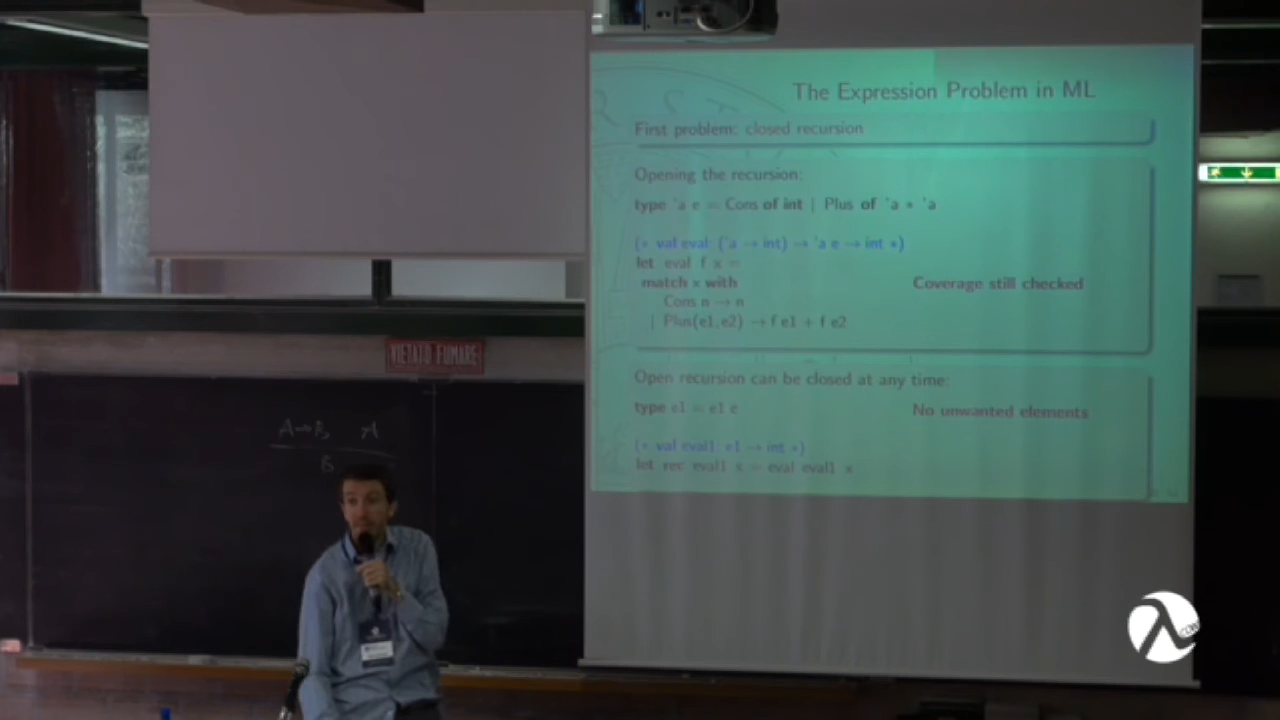 The Expression Problem in ML
First problem: closed recursion
Opening the recursion:
type 'a e = Cons of int | Plus of 'a * 'a
(* val eval: ('a → int) → 'a e → int *)
let eval f x =
match x with
Coverage still checked
Cons n → n
| Plus(e1,e2) → f e1 + f e2
Open recursion can be closed at any time:
type e1 = e1 e
No unwanted elements
(* val eval1: e1 → int *)
let rec eval1 x = eval eval1 x
VIETATO FUMARE
A⇒B A
B
λCONF